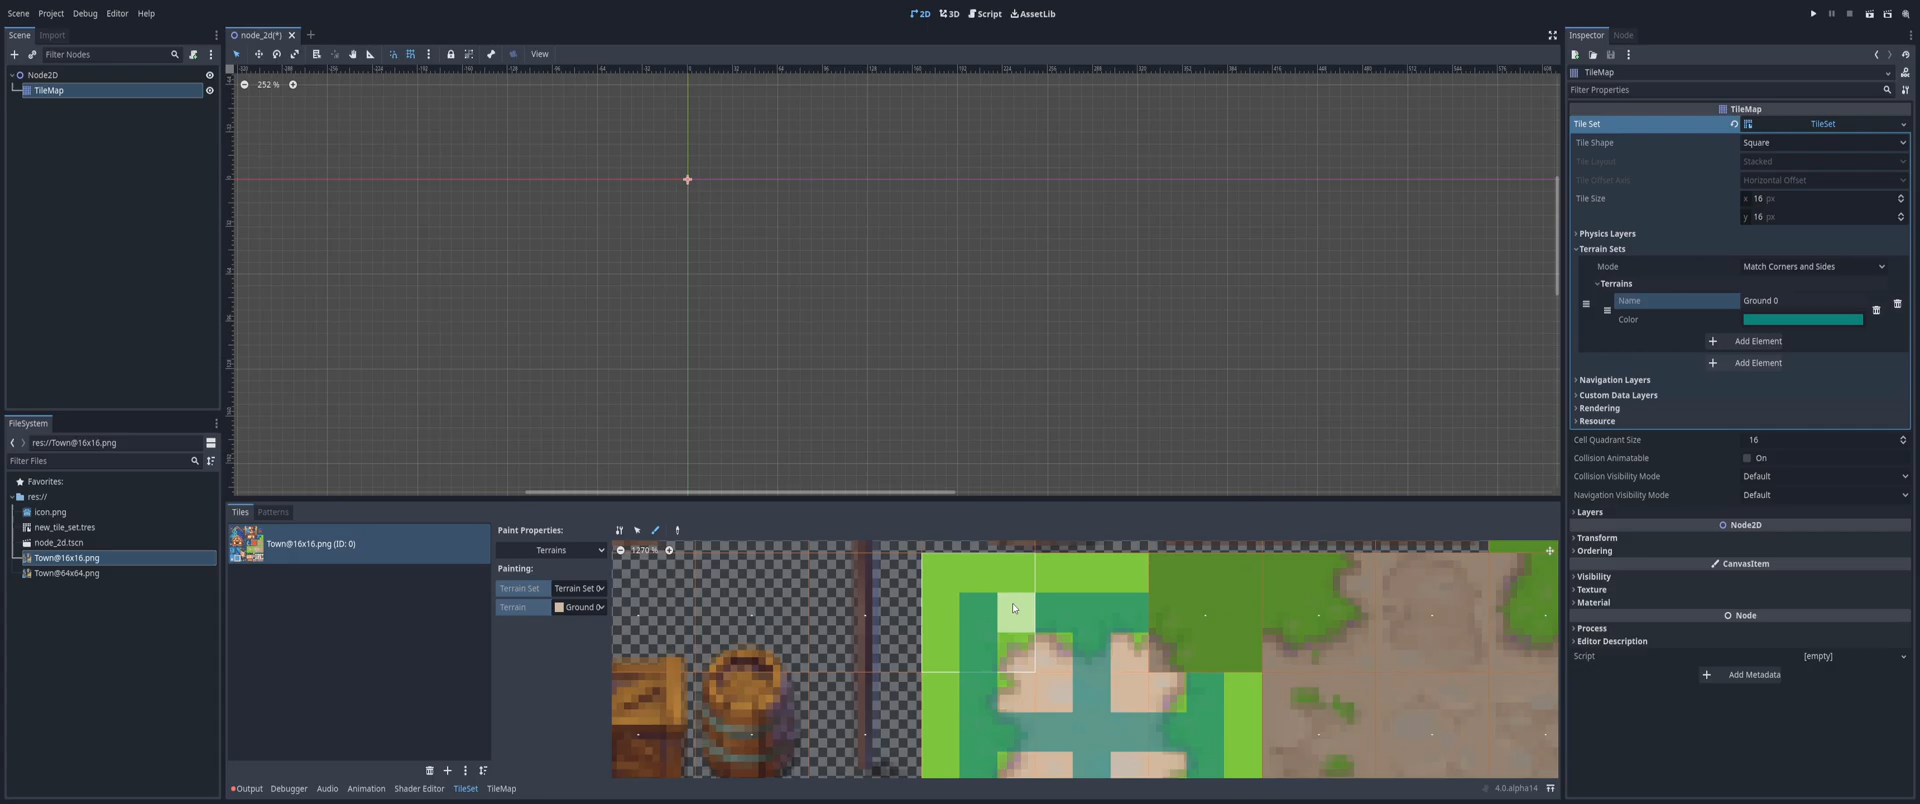 Scene Project Debug Editor Help
2D 3D Script AssetLib
Scene Import
Filter Nodes
Node2D
TileMap
node_2d(*)
View
252 %
FileSystem
res://Town@16x16.png
Filter Files
Favorites:
res://
icon.png
new_tile_set.tres
node_2d.tscn
Town@16x16.png
Town@64x64.png
Tiles Patterns
Town@16x16.png (ID: 0)
Paint Properties:
Terrains
Painting:
Terrain Set Terrain Set 0
Terrain Ground 0
1270 %
Output Debugger Audio Animation Shader Editor TileSet TileMap
4.0.alpha14
Inspector Node
TileMap
Filter Properties
TileMap
Tile Set TileSet
Tile Shape Square
Tile Layout Stacked
Tile Offset Axis Horizontal Offset
Tile Size x 16 px
y 16 px
Physics Layers
Terrain Sets
Mode Match Corners and Sides
Terrains
Name Ground 0
Color
Add Element
Add Element
Navigation Layers
Custom Data Layers
Rendering
Resource
Cell Quadrant Size 16
Collision Animatable On
Collision Visibility Mode Default
Navigation Visibility Mode Default
Layers
Node2D
Transform
Ordering
CanvasItem
Visibility
Texture
Material
Node
Process
Editor Description
Script [empty]
Add Metadata